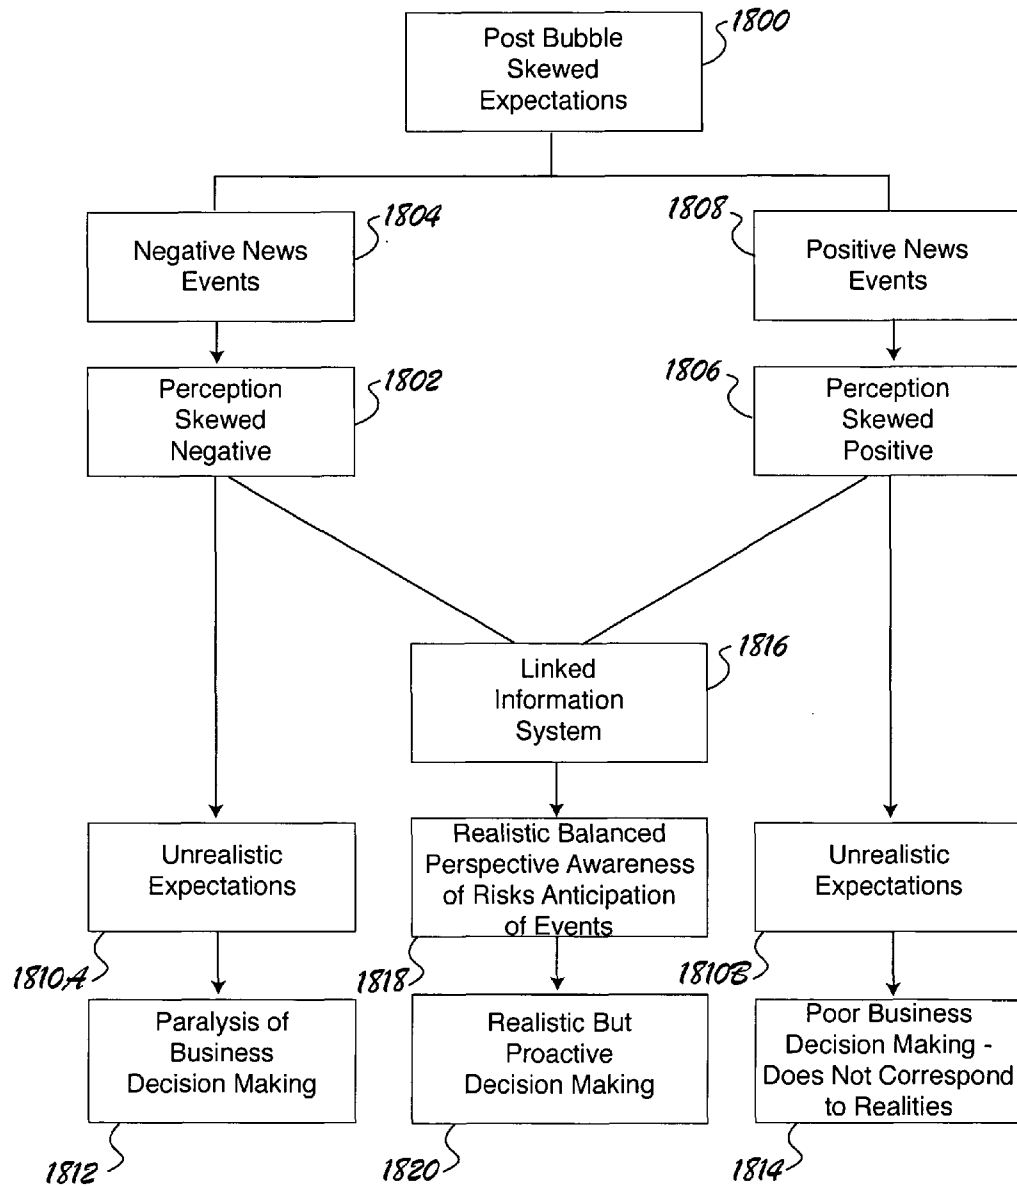 1800
Post Bubble
Skewed
Expectations
1804
Negative News
Events
1808
Positive News
Events
1802
Perception
Skewed
Negative
1806
Perception
Skewed
Positive
1816
Linked
Information
System
Unrealistic
Expectations
1810A
Realistic Balanced
Perspective Awareness
of Risks Anticipation
of Events
1818
Unrealistic
Expectations
1810B
Paralysis of
Business
Decision Making
1812
Realistic But
Proactive
Decision Making
1820
Poor Business
Decision Making -
Does Not Correspond
to Realities
1814